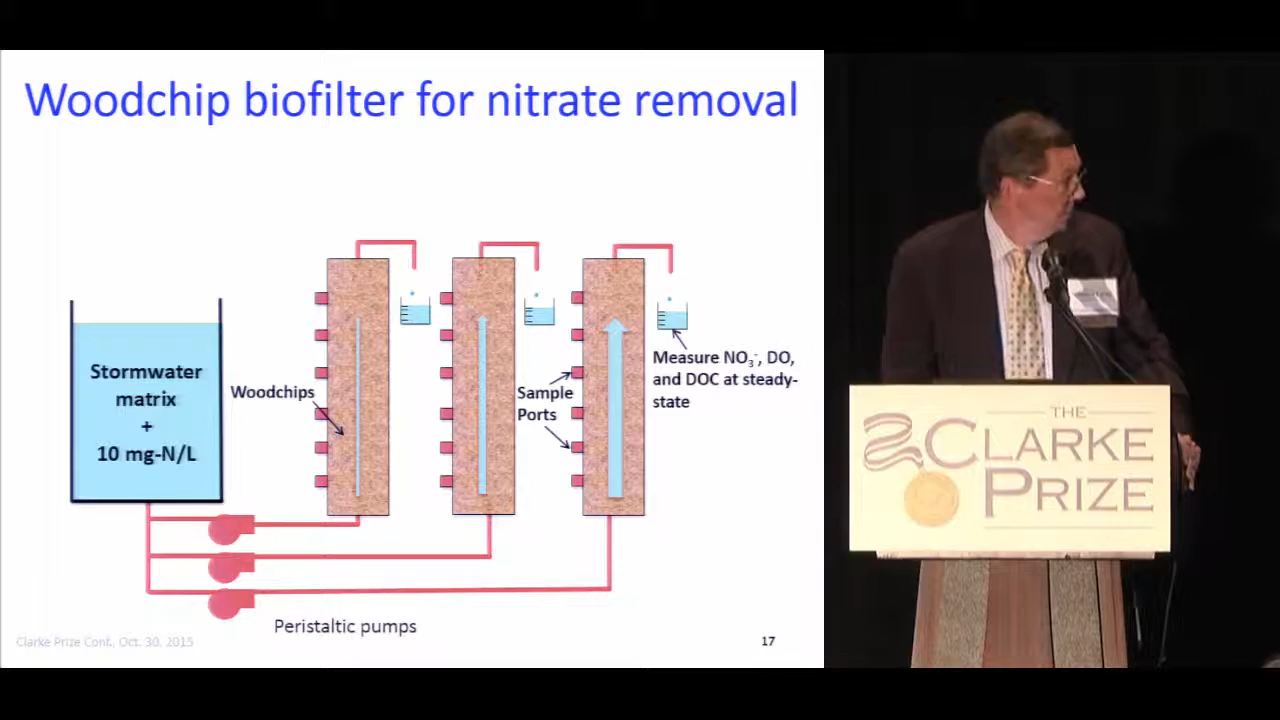 Woodchip biofilter for nitrate removal
Stormwater
matrix
+
10 mg-N/L
Woodchips
Sample
Ports
Measure NO₃⁻, DO,
and DOC at steady-
state
Peristaltic pumps
Clarke Prize Conf., Oct. 30, 2015
17
THE
CLARKE
PRIZE